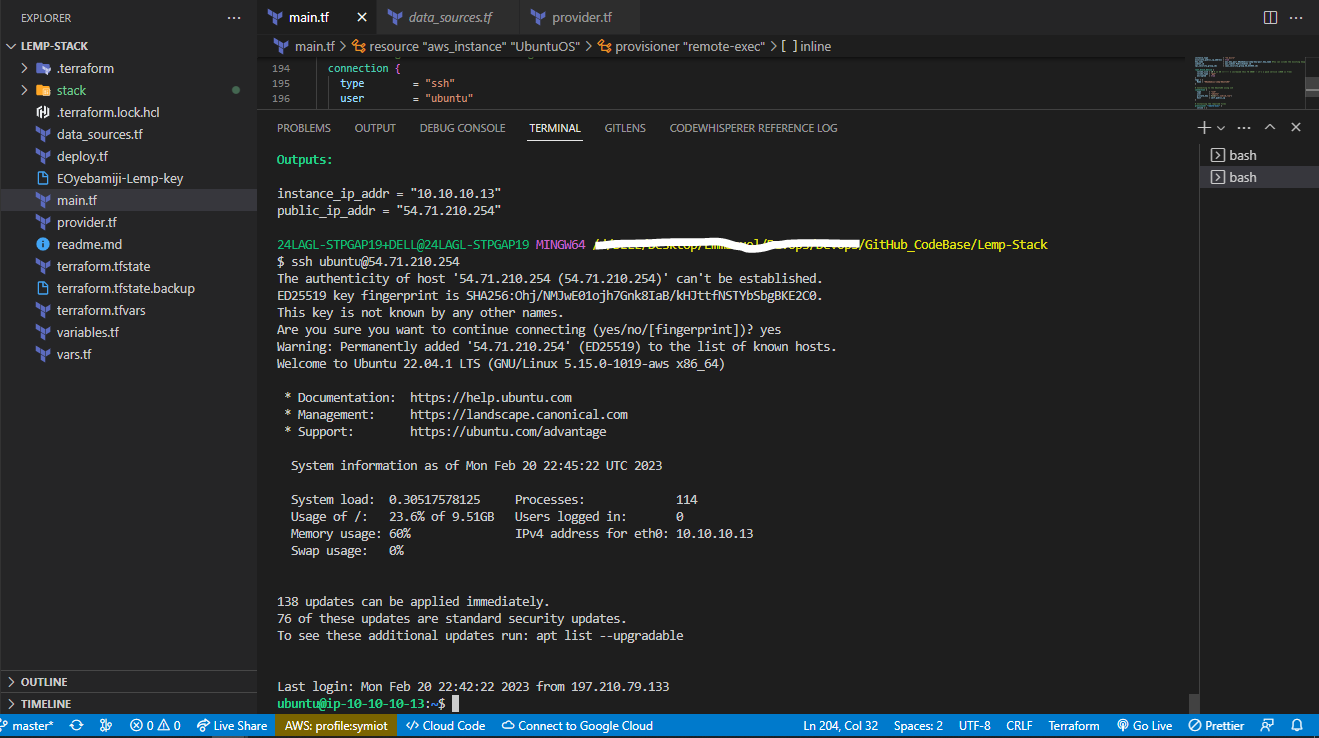 EXPLORER
LEMP-STACK
.terraform
stack
.terraform.lock.hcl
data_sources.tf
deploy.tf
EOyebamiji-Lemp-key
main.tf
provider.tf
readme.md
terraform.tfstate
terraform.tfstate.backup
terraform.tfvars
variables.tf
vars.tf
OUTLINE
TIMELINE
main.tf data_sources.tf provider.tf
main.tf > resource "aws_instance" "UbuntuOS" > provisioner "remote-exec" > [ ] inline
194 connection {
195 type = "ssh"
196 user = "ubuntu"
PROBLEMS OUTPUT DEBUG CONSOLE TERMINAL GITLENS CODEWHISPERER REFERENCE LOG
bash
bash
Outputs:
instance_ip_addr = "10.10.10.13"
public_ip_addr = "54.71.210.254"
24LAGL-STPGAP19+DELL@24LAGL-STPGAP19 MINGW64 /GitHub_CodeBase/Lemp-Stack
$ ssh ubuntu@54.71.210.254
The authenticity of host '54.71.210.254 (54.71.210.254)' can't be established.
ED25519 key fingerprint is SHA256:Ohj/NMJwE01ojh7Gnk8IaB/kHJttfNSTYbSbgBKE2C0.
This key is not known by any other names.
Are you sure you want to continue connecting (yes/no/[fingerprint])? yes
Warning: Permanently added '54.71.210.254' (ED25519) to the list of known hosts.
Welcome to Ubuntu 22.04.1 LTS (GNU/Linux 5.15.0-1019-aws x86_64)
* Documentation: https://help.ubuntu.com
* Management: https://landscape.canonical.com
* Support: https://ubuntu.com/advantage
System information as of Mon Feb 20 22:45:22 UTC 2023
System load: 0.30517578125 Processes: 114
Usage of /: 23.6% of 9.51GB Users logged in: 0
Memory usage: 60% IPv4 address for eth0: 10.10.10.13
Swap usage: 0%
138 updates can be applied immediately.
76 of these updates are standard security updates.
To see these additional updates run: apt list --upgradable
Last login: Mon Feb 20 22:42:22 2023 from 197.210.79.133
ubuntu@ip-10-10-10-13:~$
master* 0 0 Live Share AWS: profile:symiot Cloud Code Connect to Google Cloud Ln 204, Col 32 Spaces: 2 UTF-8 CRLF Terraform Go Live Prettier